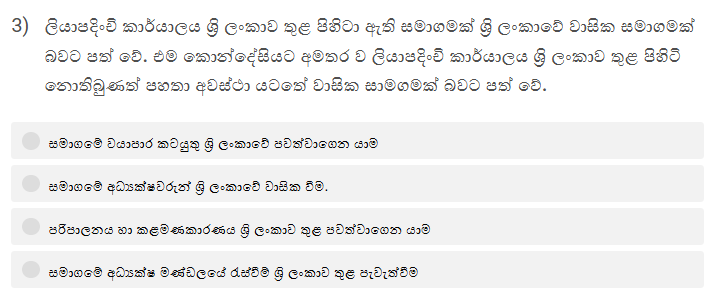 3) ලියාපදිංචි කාර්යාලය ශ්‍රි ලංකාව තුළ පිහිටා ඇති සමාගමක් ශ්‍රි ලංකාවේ වාසික සමාගමක්
බවට පත් වේ. එම කොන්දේසියට අමතර ව ලියාපදිංචි කාර්යාලය ශ්‍රි ලංකාව තුළ පිහිටි
නොතිබුණත් පහතා අවස්ථා යටතේ වාසික සාමගමක් බවට පත් වේ.
සමාගමේ ව්‍යාපාර කටයුතු ශ්‍රි ලංකාවේ පවත්වාගෙන යාම
සමාගමේ අධ්‍යක්ෂවරුන් ශ්‍රි ලංකාවේ වාසික වීම.
පරිපාලනය හා කළමණකාරණය ශ්‍රි ලංකාව තුළ පවත්වාගෙන යාම
සමාගමේ අධ්‍යක්ෂ මණ්ඩලයේ රැස්වීම් ශ්‍රි ලංකාව තුළ පැවැත්වීම